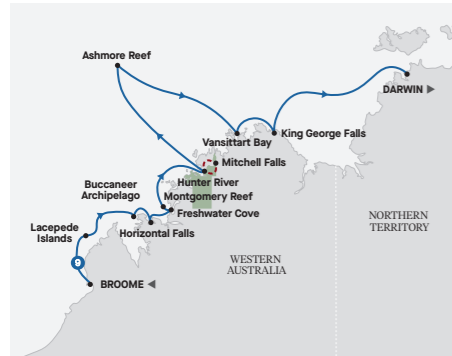 Ashmore Reef
DARWIN
Vansittart Bay
King George Falls
Mitchell Falls
Hunter River
Buccaneer
Archipelago
Montgomery Reef
Freshwater Cove
Lacepede
Islands
Horizontal Falls
NORTHERN
TERRITORY
WESTERN
AUSTRALIA
9
BROOME